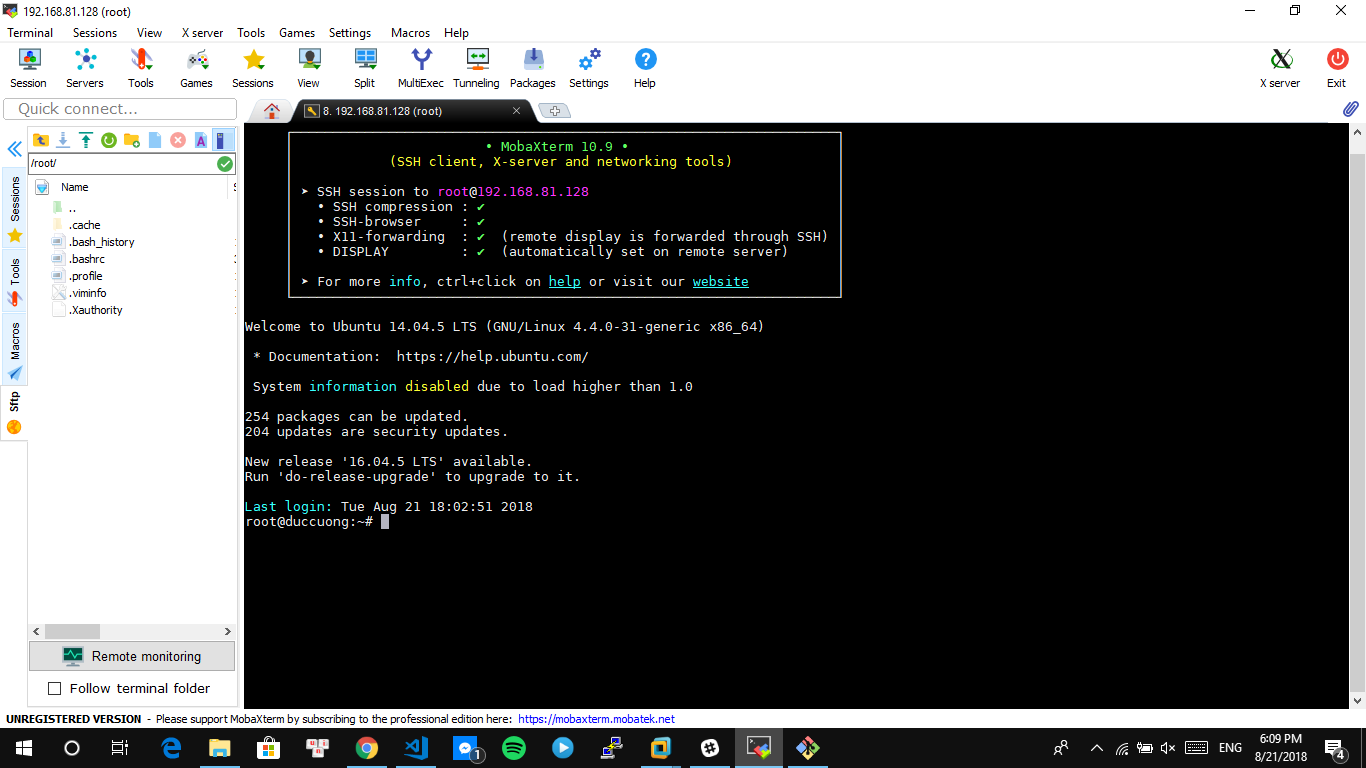 192.168.81.128 (root)
Terminal Sessions View X server Tools Games Settings Macros Help
Session Servers Tools Games Sessions View Split MultiExec Tunneling Packages Settings Help X server Exit
Quick connect...
8. 192.168.81.128 (root)
/root/
Name
..
.cache
.bash_history
.bashrc
.profile
.viminfo
.Xauthority
Sessions
Tools
Macros
Sftp
Remote monitoring
Follow terminal folder
• MobaXterm 10.9 •
(SSH client, X-server and networking tools)
➤ SSH session to root@192.168.81.128
• SSH compression : ✔
• SSH-browser : ✔
• X11-forwarding : ✔ (remote display is forwarded through SSH)
• DISPLAY : ✔ (automatically set on remote server)
➤ For more info, ctrl+click on help or visit our website
Welcome to Ubuntu 14.04.5 LTS (GNU/Linux 4.4.0-31-generic x86_64)
* Documentation: https://help.ubuntu.com/
System information disabled due to load higher than 1.0
254 packages can be updated.
204 updates are security updates.
New release '16.04.5 LTS' available.
Run 'do-release-upgrade' to upgrade to it.
Last login: Tue Aug 21 18:02:51 2018
root@duccuong:~#
UNREGISTERED VERSION - Please support MobaXterm by subscribing to the professional edition here: https://mobaxterm.mobatek.net
1
ENG
6:09 PM
8/21/2018
4